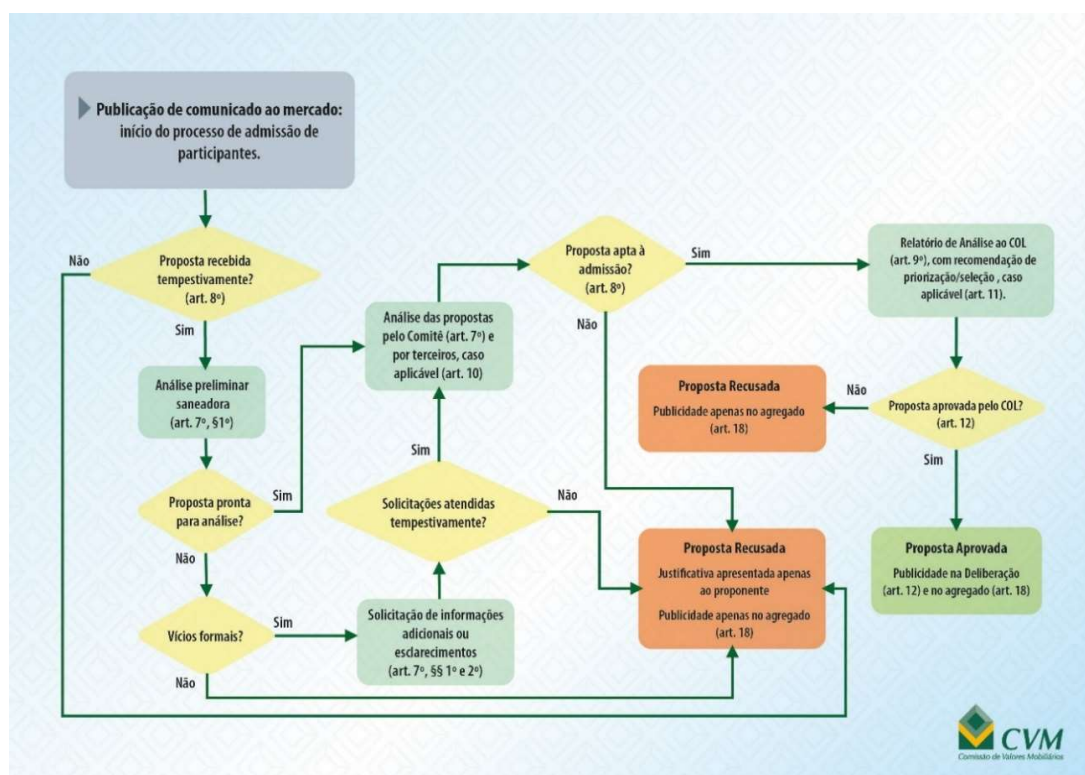 Publicação de comunicado ao mercado:
início do processo de admissão de
participantes.
Não
Proposta recebida
tempestivamente?
(art. 8º)
Sim
Análise preliminar
saneadora
(art. 7º, §1º)
Proposta pronta
para análise?
Sim
Não
Vícios formais?
Sim
Não
Solicitação de informações
adicionais ou
esclarecimentos
(art. 7º, §§ 1º e 2º)
Solicitações atendidas
tempestivamente?
Sim
Não
Análise das propostas
pelo Comitê (art. 7º) e
por terceiros, caso
aplicável (art. 10)
Proposta apta à
admissão?
(art. 8º)
Sim
Não
Relatório de Análise ao COL
(art. 9º), com recomendação de
priorização/seleção , caso
aplicável (art. 11).
Proposta aprovada pelo COL?
(art. 12)
Não
Sim
Proposta Recusada
Publicidade apenas no agregado
(art. 18)
Proposta Recusada
Justificativa apresentada apenas
ao proponente
Publicidade apenas no agregado
(art. 18)
Proposta Aprovada
Publicidade na Deliberação
(art. 12) e no agregado (art. 18)
CVM
Comissão de Valores Mobiliários